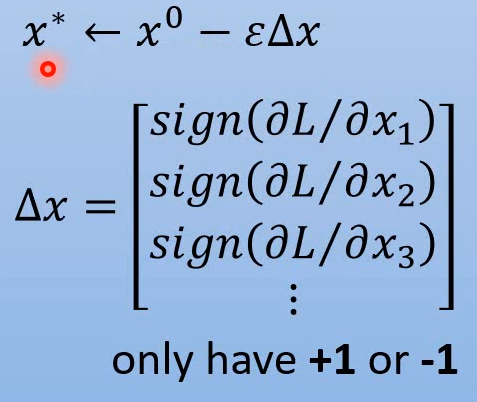 x* ← x⁰ − εΔx
Δx = [sign(∂L/∂x₁)
sign(∂L/∂x₂)
sign(∂L/∂x₃)
⋮]
only have +1 or -1